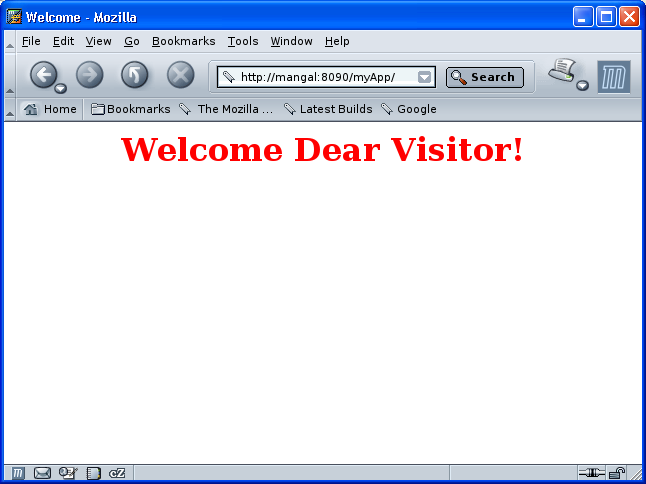 Welcome - Mozilla
File Edit View Go Bookmarks Tools Window Help
http://mangal:8090/myApp/ Search
Home Bookmarks The Mozilla ... Latest Builds Google
Welcome Dear Visitor!
cZ